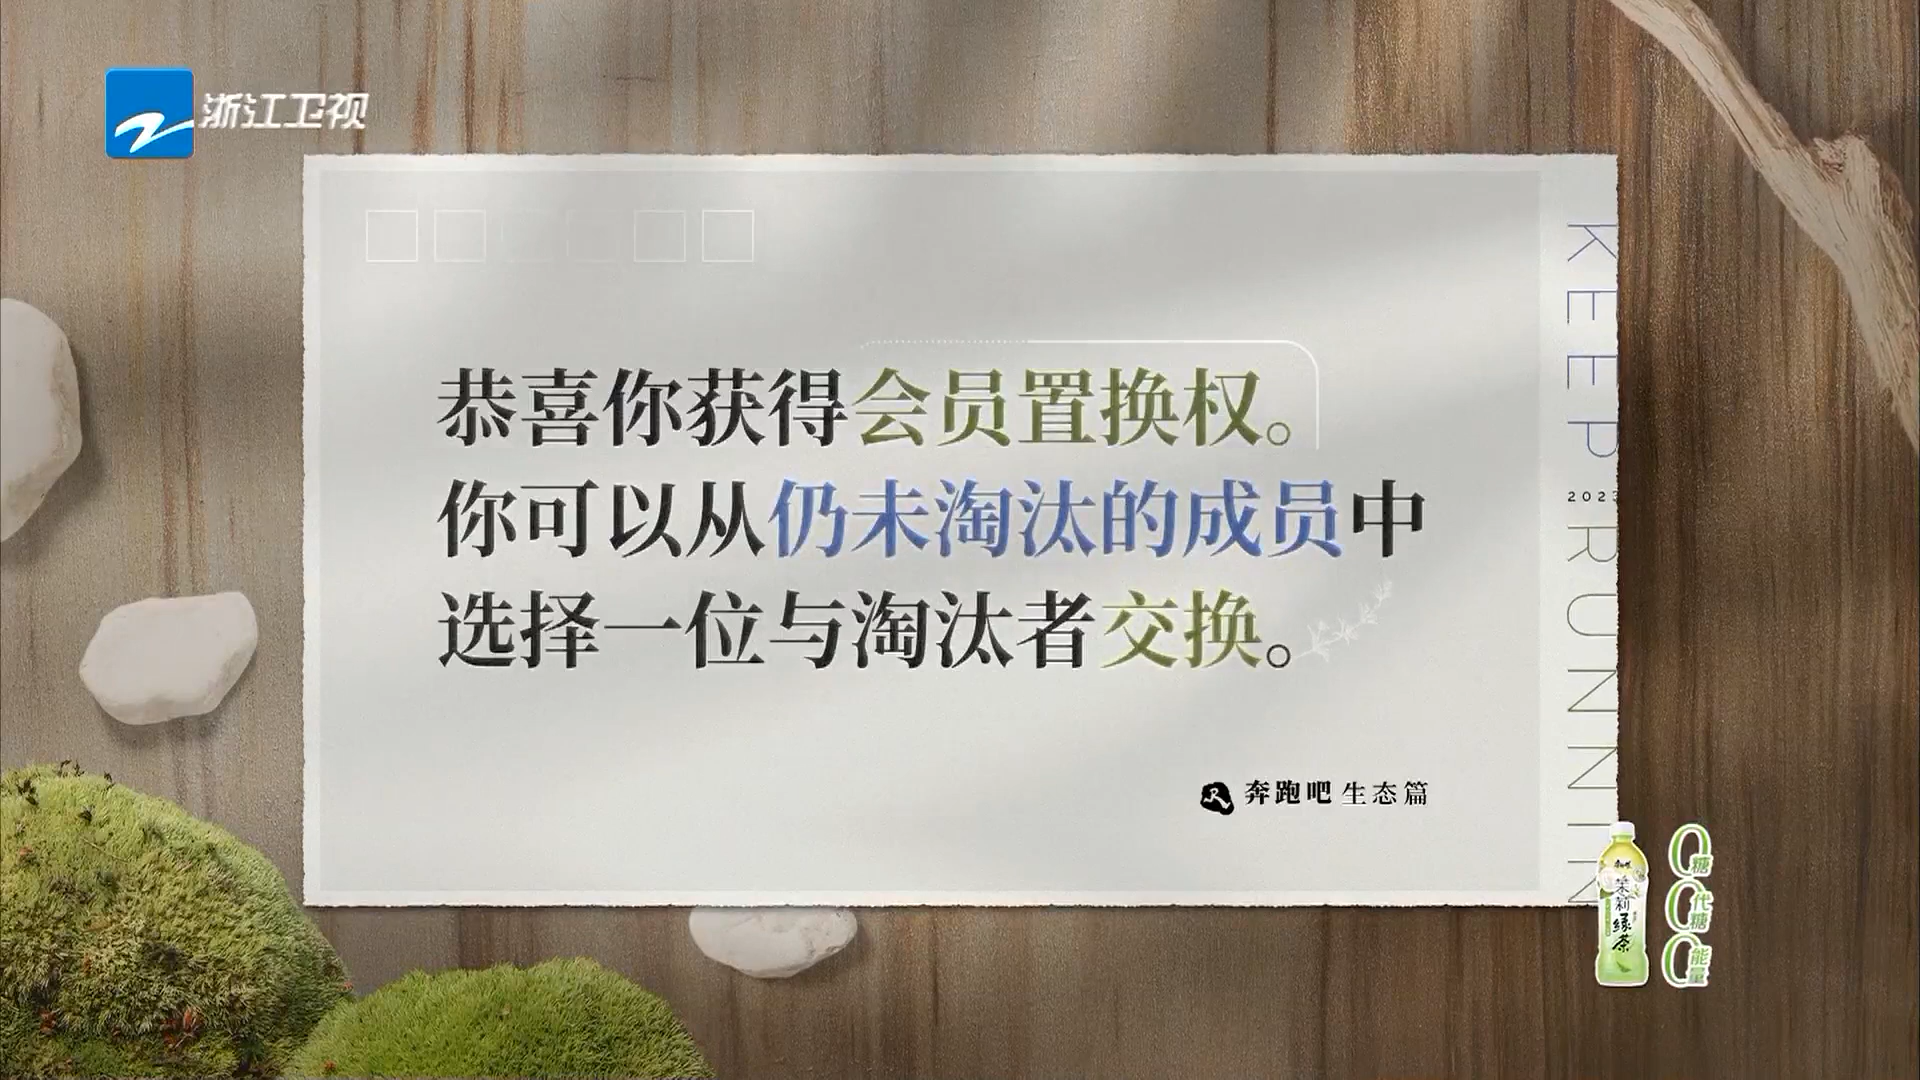 浙江卫视
恭喜你获得会员置换权。
你可以从仍未淘汰的成员中
选择一位与淘汰者交换。
奔跑吧 生态篇
KEEP
2023
RUNNIN
茉莉
绿茶
0糖
0代糖
0能量